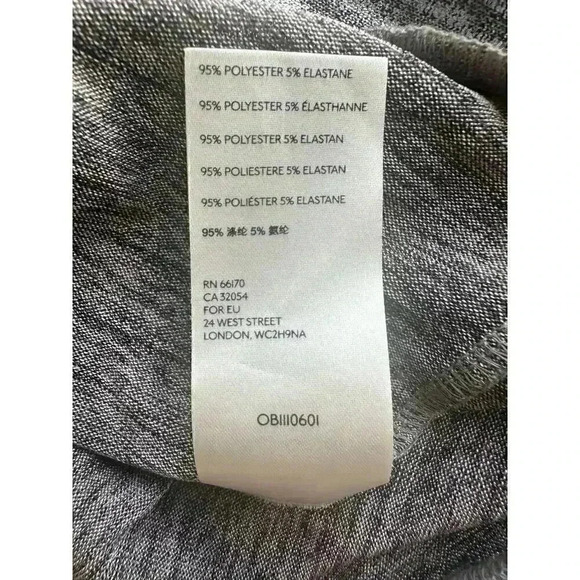 95% POLYESTER 5% ELASTANE
95% POLYESTER 5% ÉLASTHANNE
95% POLYESTER 5% ELASTAN
95% POLIESTERE 5% ELASTAN
95% POLIÉSTER 5% ELASTANE
95% 涤纶 5% 氨纶
RN 66170
CA 32054
FOR EU
24 WEST STREET
LONDON, WC2H9NA
OB1110601